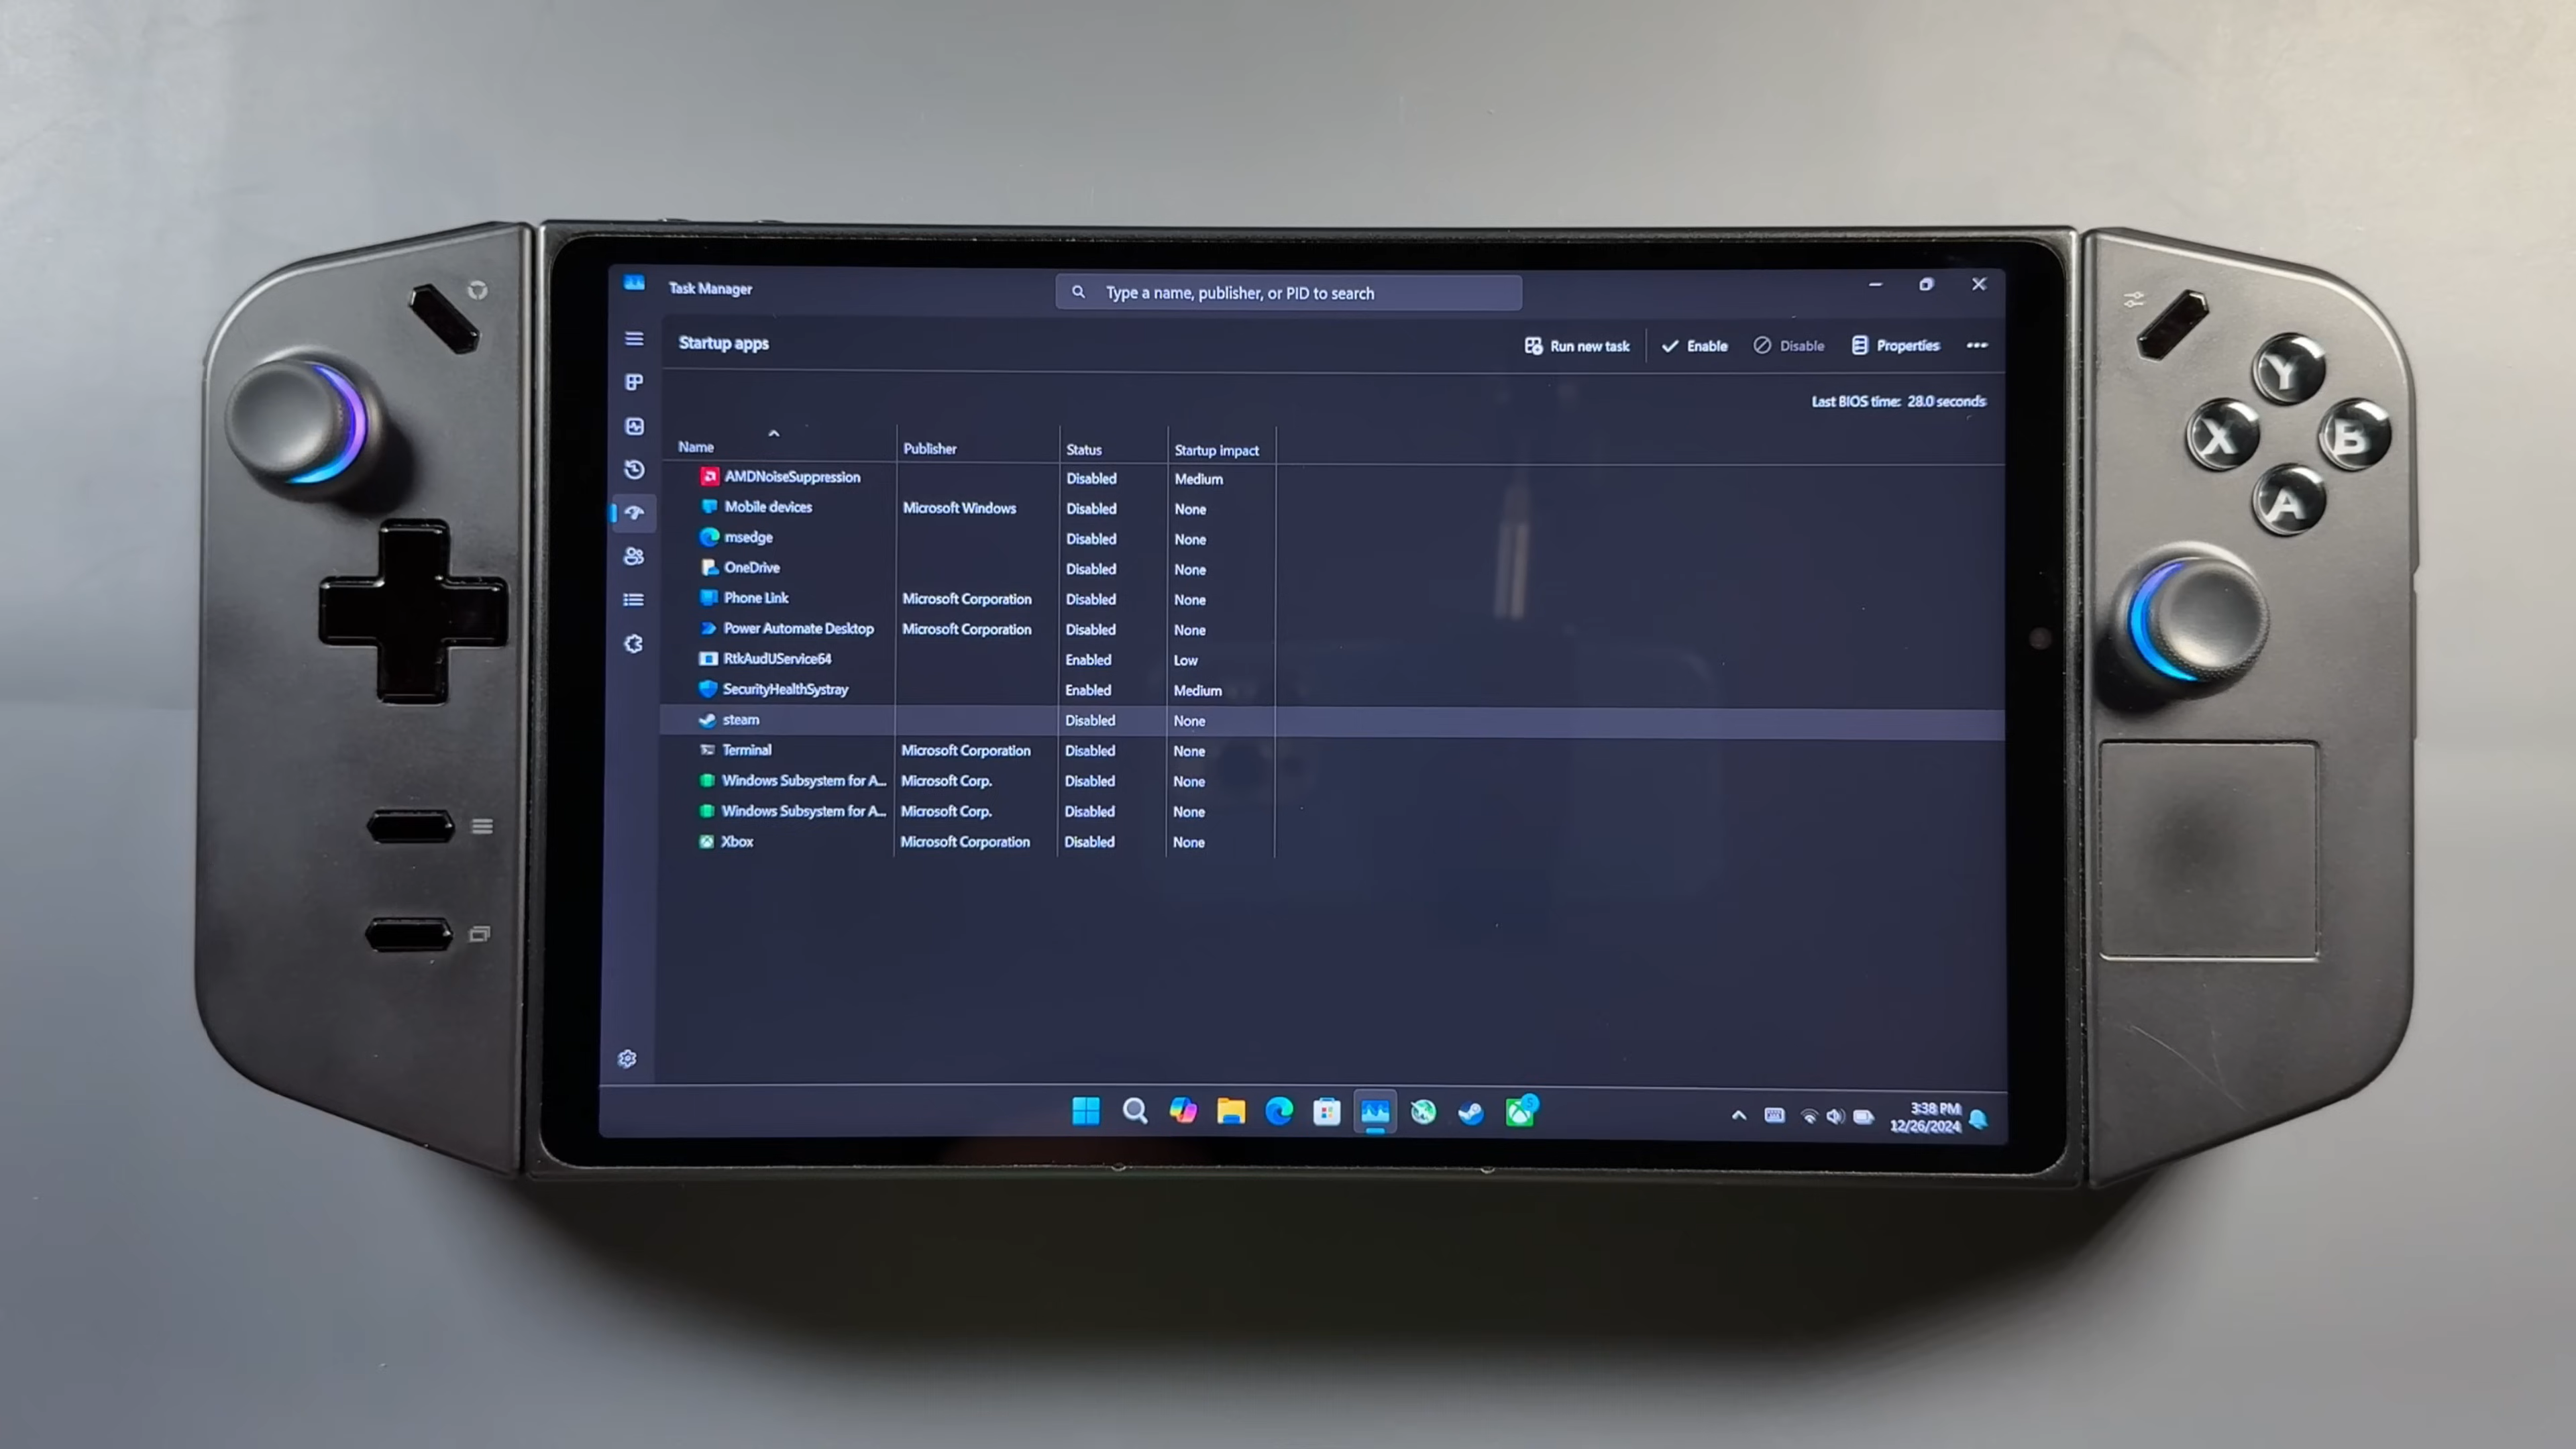 Task Manager
Type a name, publisher, or PID to search
Startup apps
Run new task
Enable
Disable
Properties
Last BIOS time: 28.0 seconds
Name Publisher Status Startup impact
AMDNoiseSuppression Disabled Medium
Mobile devices Microsoft Windows Disabled None
msedge Disabled None
OneDrive Disabled None
Phone Link Microsoft Corporation Disabled None
Power Automate Desktop Microsoft Corporation Disabled None
RtkAudUService64 Enabled Low
SecurityHealthSystray Enabled Medium
steam Disabled None
Terminal Microsoft Corporation Disabled None
Windows Subsystem for A... Microsoft Corp. Disabled None
Windows Subsystem for A... Microsoft Corp. Disabled None
Xbox Microsoft Corporation Disabled None
5
3:38 PM
12/26/2024
Y
X
B
A